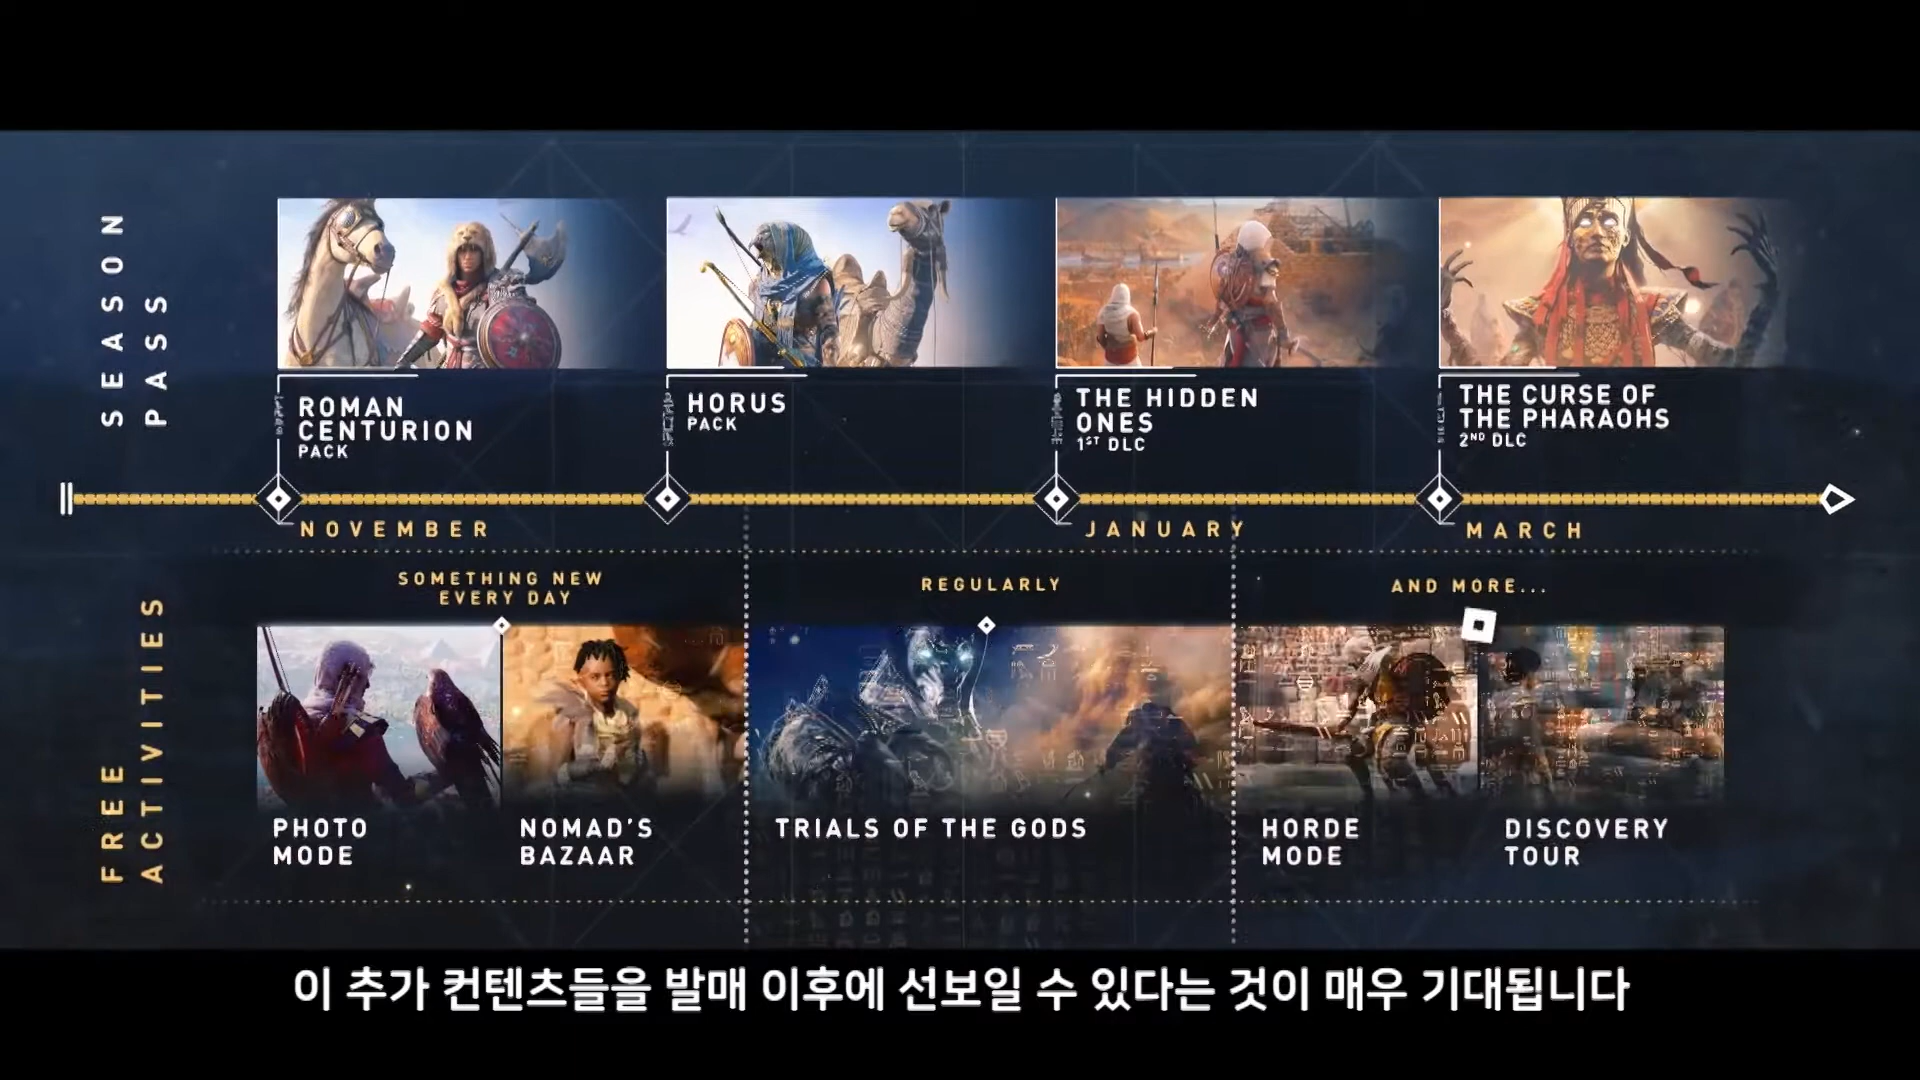 SEASON
PASS
ROMAN
CENTURION
PACK
HORUS
PACK
THE HIDDEN
ONES
1ST DLC
THE CURSE OF
THE PHARAOHS
2ND DLC
NOVEMBER
JANUARY
MARCH
FREE
ACTIVITIES
SOMETHING NEW
EVERY DAY
REGULARLY
AND MORE...
PHOTO
MODE
NOMAD'S
BAZAAR
TRIALS OF THE GODS
HORDE
MODE
DISCOVERY
TOUR
이 추가 컨텐츠들을 발매 이후에 선보일 수 있다는 것이 매우 기대됩니다